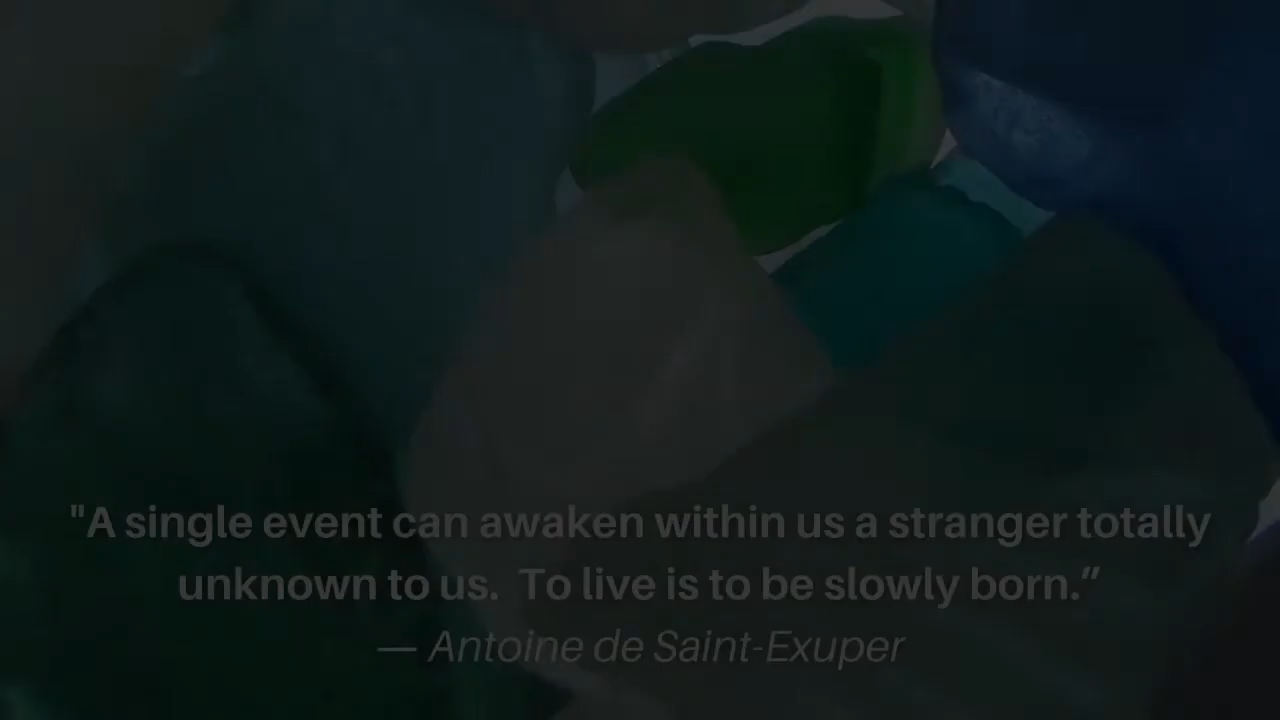 "A single event can awaken within us a stranger totally
unknown to us.  To live is to be slowly born.”
— Antoine de Saint-Exuper